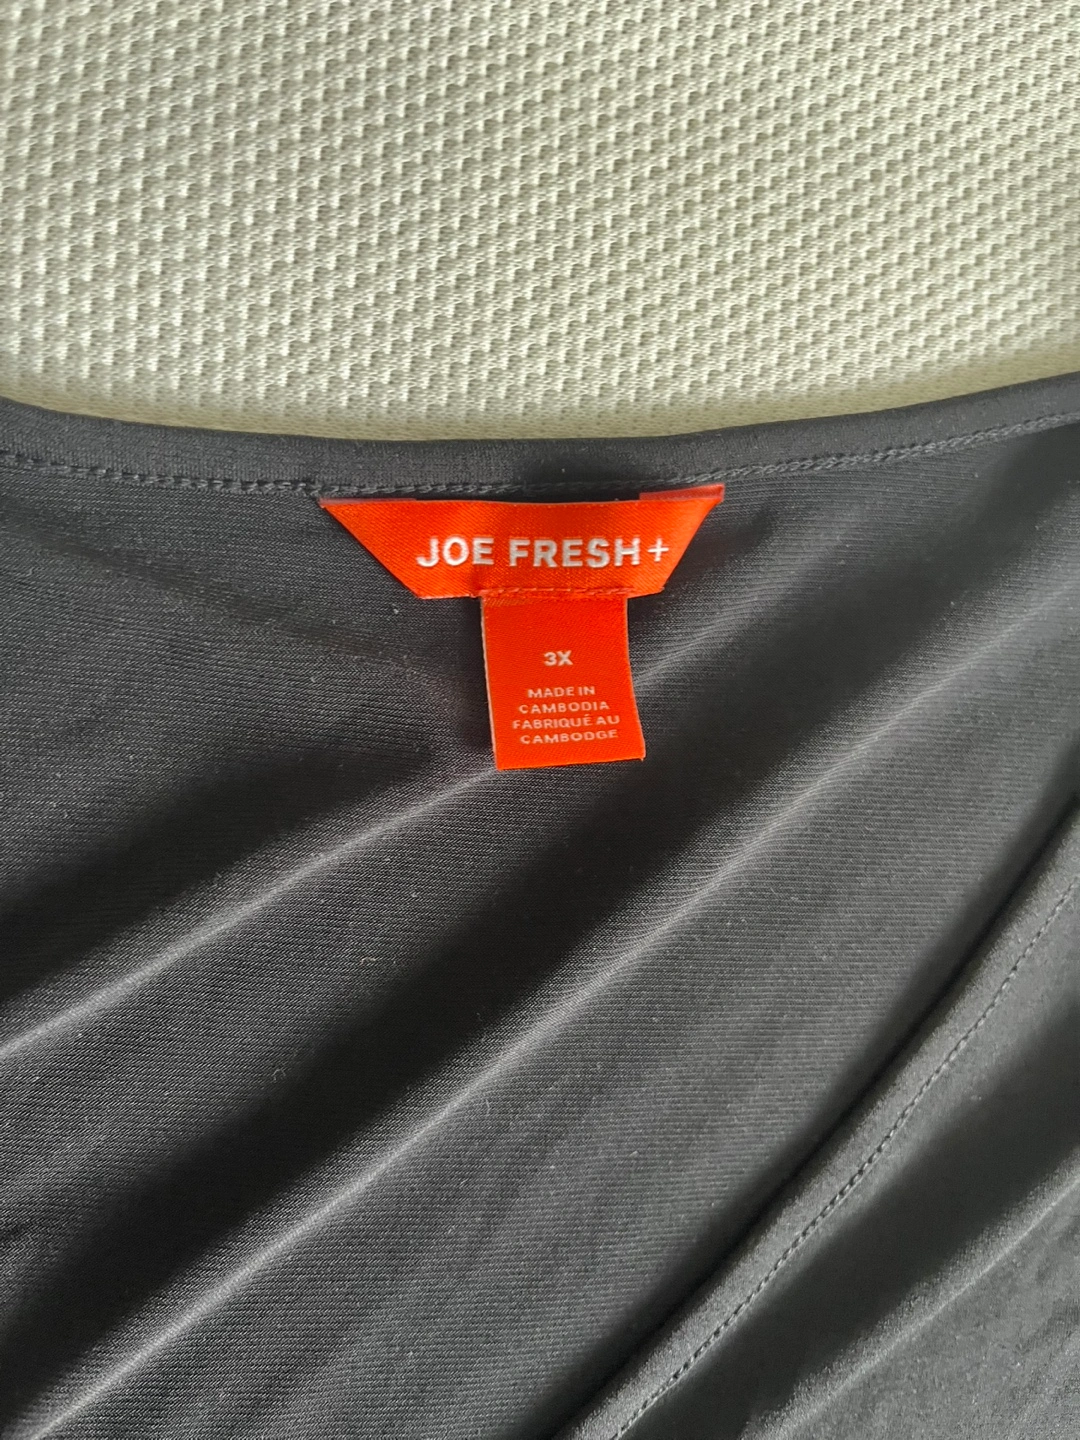 JOE FRESH+
3X
MADE IN
CAMBODIA
FABRIQUÉ AU
CAMBODGE